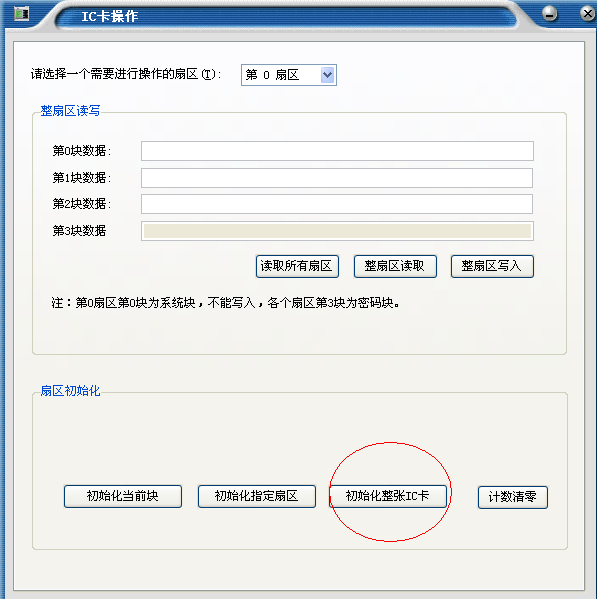 IC卡操作
请选择一个需要进行操作的扇区(T): 第 0 扇区
整扇区读写
第0块数据:
第1块数据:
第2块数据:
第3块数据
读取所有扇区 整扇区读取 整扇区写入
注：第0扇区第0块为系统块，不能写入，各个扇区第3块为密码块。
扇区初始化
初始化当前块 初始化指定扇区 初始化整张IC卡 计数清零